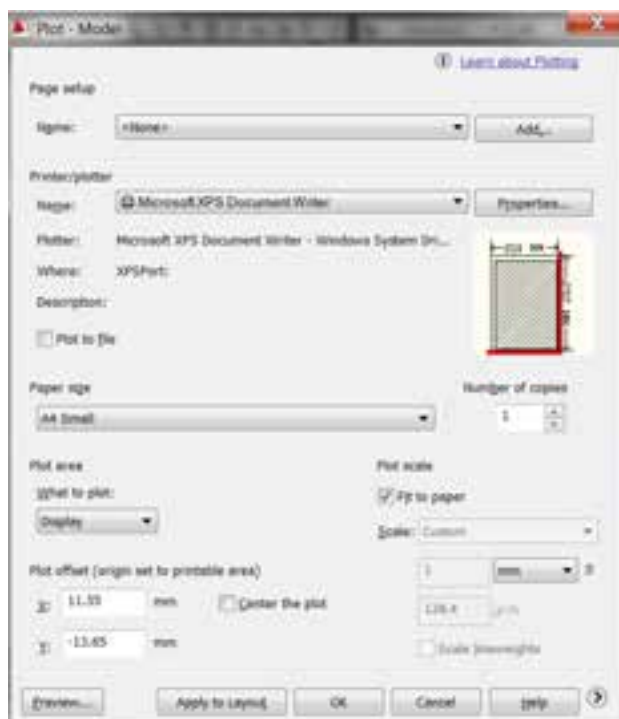 Plot - Model
Learn about Plotting
Page setup
Name: <None> Add...
Printer/plotter
Name: Microsoft XPS Document Writer Properties...
Plotter: Microsoft XPS Document Writer - Windows System Dri...
Where: XPSPort:
Description:
Plot to file
210 MM
297 MM
Paper size Number of copies
A4 Small 1
Plot area Plot scale
What to plot: Fit to paper
Display Scale: Custom
Plot offset (origin set to printable area) 1 mm =
X: 11.55 mm Center the plot
Y: -13.65 mm
Scale lineweights
Preview... Apply to Layout OK Cancel Help